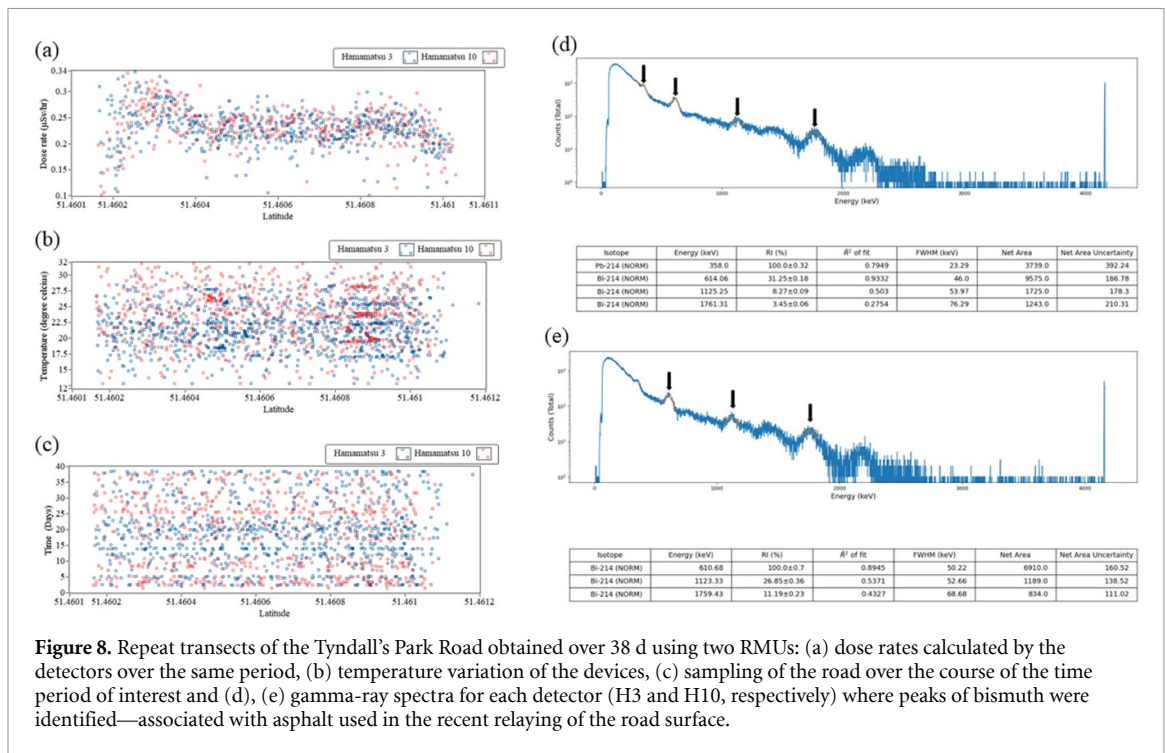 (a)
Hamamatsu 3 Hamamatsu 10
0.34
0.3
0.25
0.2
0.15
0.1
Dose rate (μSv/hr)
51.4601 51.4602 51.4604 51.4606 51.4608 51.461 51.4611
Latitude
(b)
Hamamatsu 3 Hamamatsu 10
32
30
27.5
25
22.5
20
17.5
15
12
Temperature (degree celcius)
51.4601 51.4602 51.4604 51.4606 51.4608 51.461 51.4612
Latitude
(c)
Hamamatsu 3 Hamamatsu 10
40
35
30
25
20
15
10
5
0
Time (Days)
51.4601 51.4602 51.4604 51.4606 51.4608 51.461 51.4612
Latitude
(d)
Counts (Total)
10³
10²
10¹
10⁰
0 1000 2000 3000 4000
Energy (keV)
Isotope Energy (keV) RI (%) R̂² of fit FWHM (keV) Net Area Net Area Uncertainty
Pb-214 (NORM) 358.0 100.0±0.32 0.7949 23.29 3739.0 392.24
Bi-214 (NORM) 614.06 31.25±0.18 0.9332 46.0 9575.0 186.78
Bi-214 (NORM) 1125.25 8.27±0.09 0.503 53.97 1725.0 178.3
Bi-214 (NORM) 1761.31 3.45±0.06 0.2754 76.29 1243.0 210.31
(e)
Counts (Total)
10³
10²
10¹
10⁰
0 1000 2000 3000 4000
Energy (keV)
Isotope Energy (keV) RI (%) R̂² of fit FWHM (keV) Net Area Net Area Uncertainty
Bi-214 (NORM) 610.68 100.0±0.7 0.8945 50.22 6910.0 160.52
Bi-214 (NORM) 1123.33 26.85±0.36 0.5371 52.66 1189.0 138.52
Bi-214 (NORM) 1759.43 11.19±0.23 0.4327 68.68 834.0 111.02
Figure 8. Repeat transects of the Tyndall's Park Road obtained over 38 d using two RMUs: (a) dose rates calculated by the
detectors over the same period, (b) temperature variation of the devices, (c) sampling of the road over the course of the time
period of interest and (d), (e) gamma-ray spectra for each detector (H3 and H10, respectively) where peaks of bismuth were
identified—associated with asphalt used in the recent relaying of the road surface.